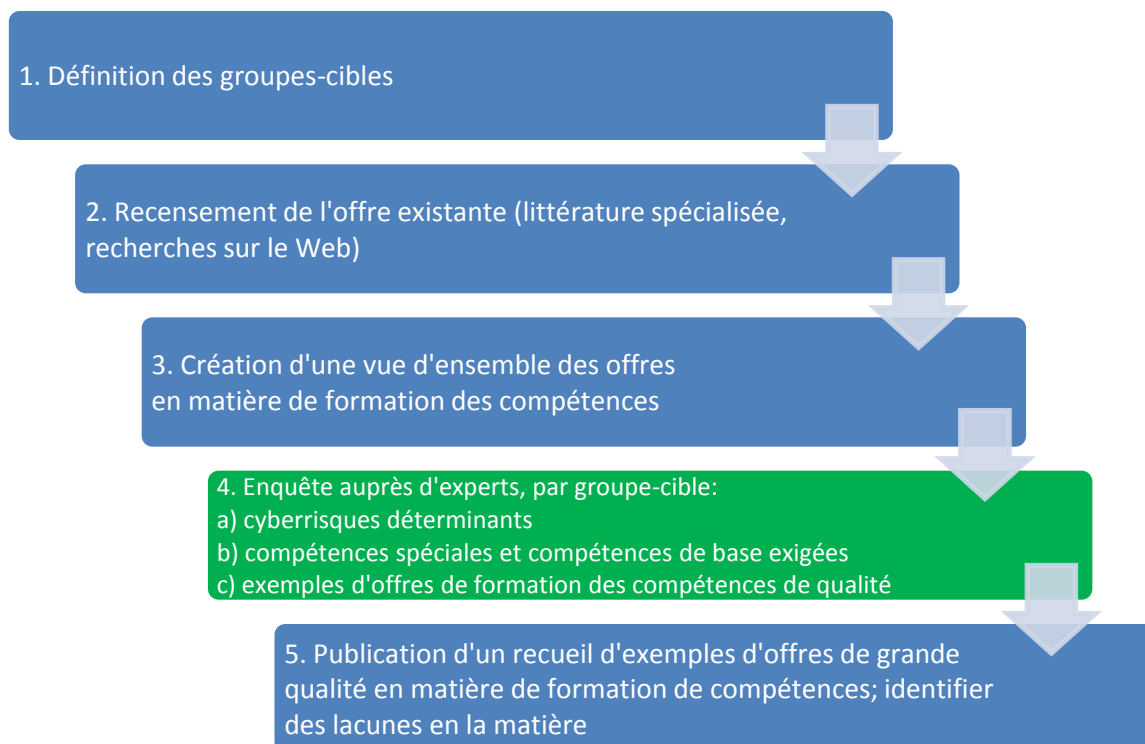 1. Définition des groupes-cibles
2. Recensement de l'offre existante (littérature spécialisée,
recherches sur le Web)
3. Création d'une vue d'ensemble des offres
en matière de formation des compétences
4. Enquête auprès d'experts, par groupe-cible:
a) cyberrisques déterminants
b) compétences spéciales et compétences de base exigées
c) exemples d'offres de formation des compétences de qualité
5. Publication d'un recueil d'exemples d'offres de grande
qualité en matière de formation de compétences; identifier
des lacunes en la matière